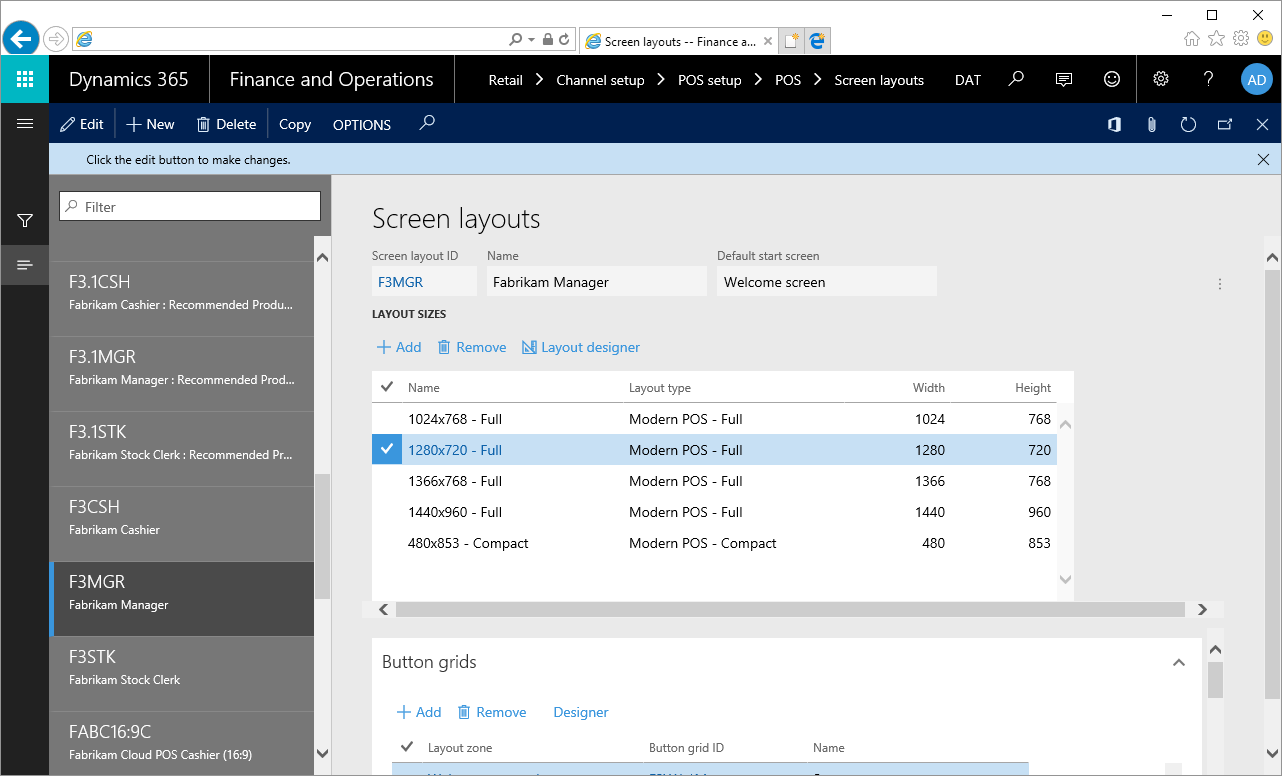 Screen layouts -- Finance a...
Dynamics 365
Finance and Operations
Retail > Channel setup > POS setup > POS > Screen layouts
DAT
?
AD
Edit
New
Delete
Copy
OPTIONS
Click the edit button to make changes.
Filter
F3.1CSH
Fabrikam Cashier : Recommended Produ...
F3.1MGR
Fabrikam Manager : Recommended Prod...
F3.1STK
Fabrikam Stock Clerk : Recommended Pr...
F3CSH
Fabrikam Cashier
F3MGR
Fabrikam Manager
F3STK
Fabrikam Stock Clerk
FABC16:9C
Fabrikam Cloud POS Cashier (16:9)
Screen layouts
Screen layout ID Name Default start screen
F3MGR Fabrikam Manager Welcome screen
LAYOUT SIZES
Add Remove Layout designer
Name Layout type Width Height
1024x768 - Full Modern POS - Full 1024 768
1280x720 - Full Modern POS - Full 1280 720
1366x768 - Full Modern POS - Full 1366 768
1440x960 - Full Modern POS - Full 1440 960
480x853 - Compact Modern POS - Compact 480 853
Button grids
Add Remove Designer
Layout zone Button grid ID Name